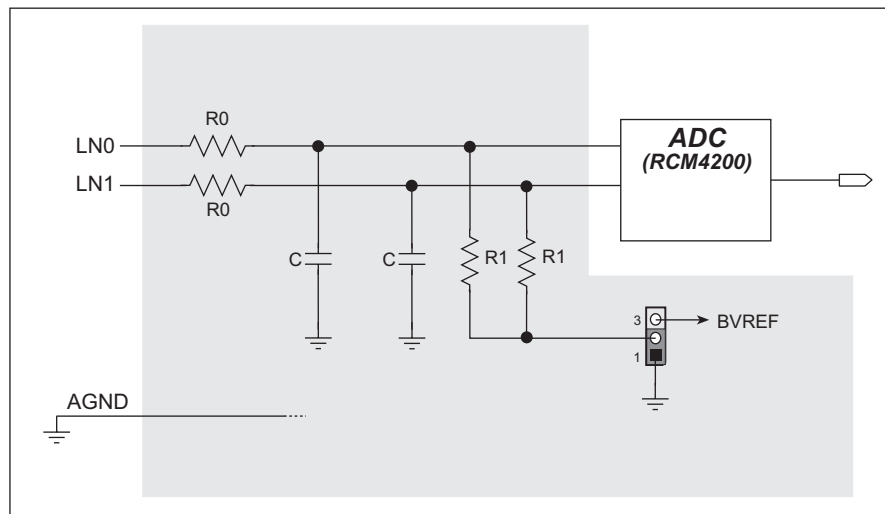 R0
LN0
ADC
(RCM4200)
LN1
R0
C
C
R1
R1
3
BVREF
1
AGND